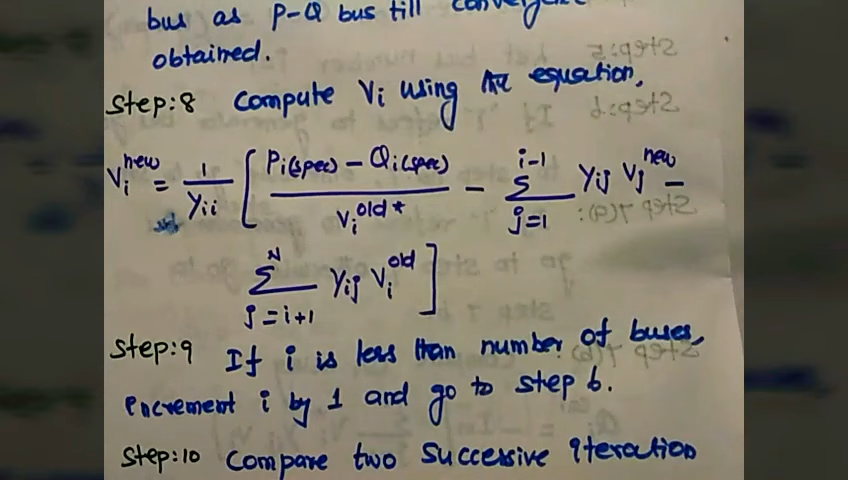 bus as P-Q bus till
obtained.
Step:8 Compute Vi using the equation,
Vi^new = 1/Yii [ Pi(spec) - Qi(spec) / Vi^old* - Σ_{j=1}^{i-1} Yij Vj^new -
Σ_{j=i+1}^{N} Yij Vi^old ]
Step:9 If i is less than number of buses,
increment i by 1 and go to step 6.
Step:10 Compare two successive iteration